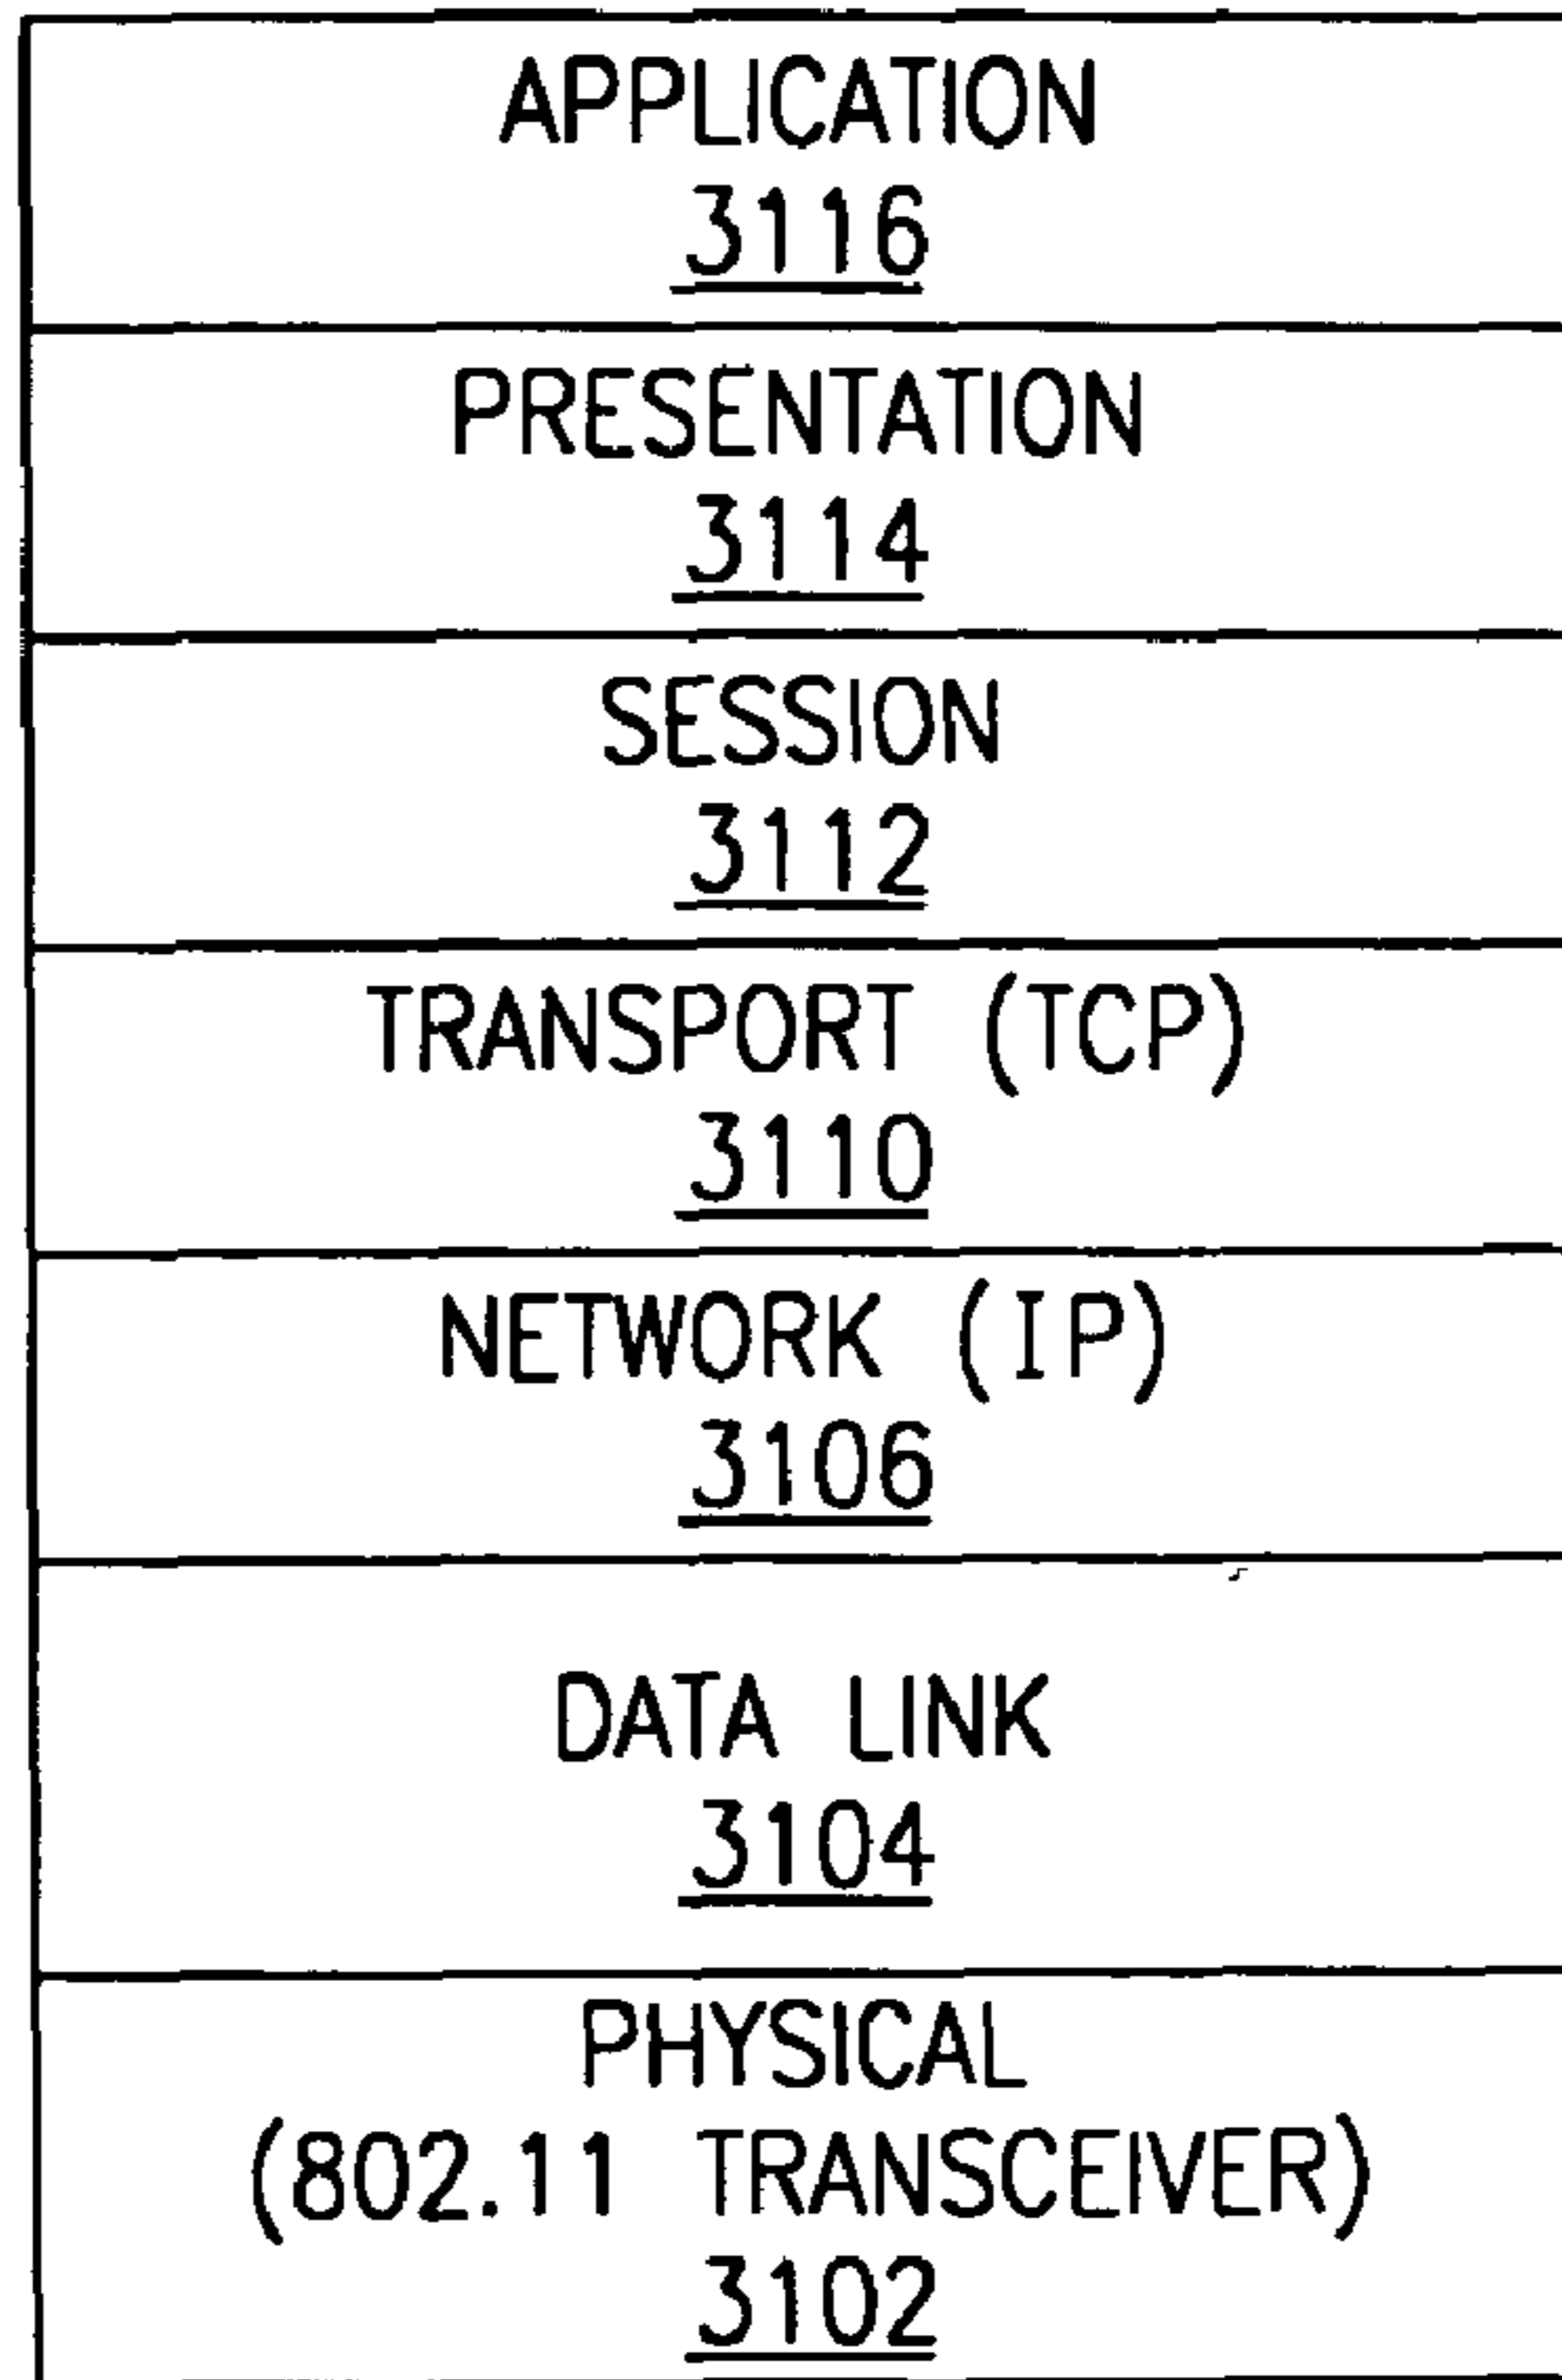 APPLICATION
3116
PRESENTATION
3114
SESSION
3112
TRANSPORT (TCP)
3110
NETWORK (IP)
3106
DATA LINK
3104
PHYSICAL
(802.11 TRANSCEIVER)
3102